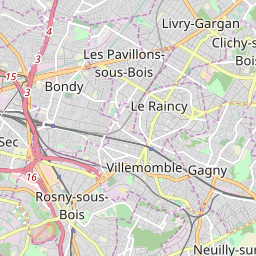 Livry-Gargan
4
Les Pavillons-
sous-Bois
Clichy-s
Bois
15
3
3
Bondy
Le Raincy
Sec
Villemomble
Gagny
16
Rosny-sous-
Bois
Neuilly-sur